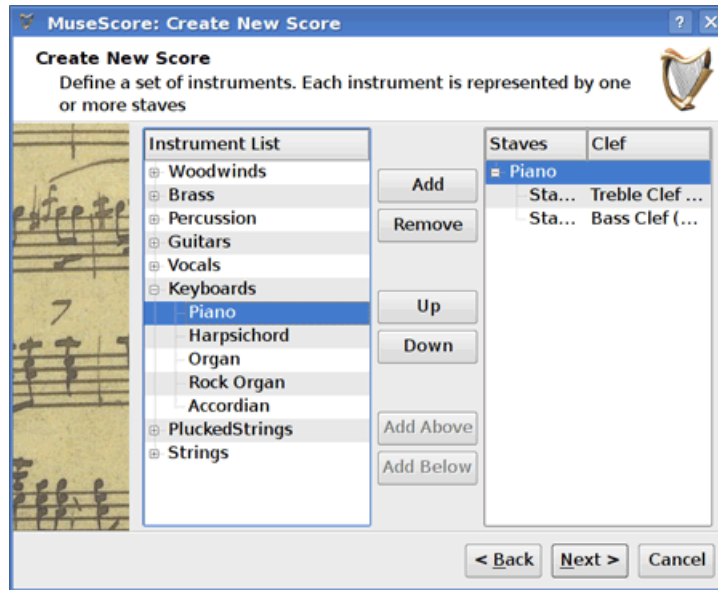 MuseScore: Create New Score
Create New Score
Define a set of instruments. Each instrument is represented by one
or more staves
Instrument List
Woodwinds
Brass
Percussion
Guitars
Vocals
Keyboards
Piano
Harpsichord
Organ
Rock Organ
Accordian
PluckedStrings
Strings
Add
Remove
Up
Down
Add Above
Add Below
Staves Clef
Piano
Sta... Treble Clef ...
Sta... Bass Clef (...
< Back Next > Cancel